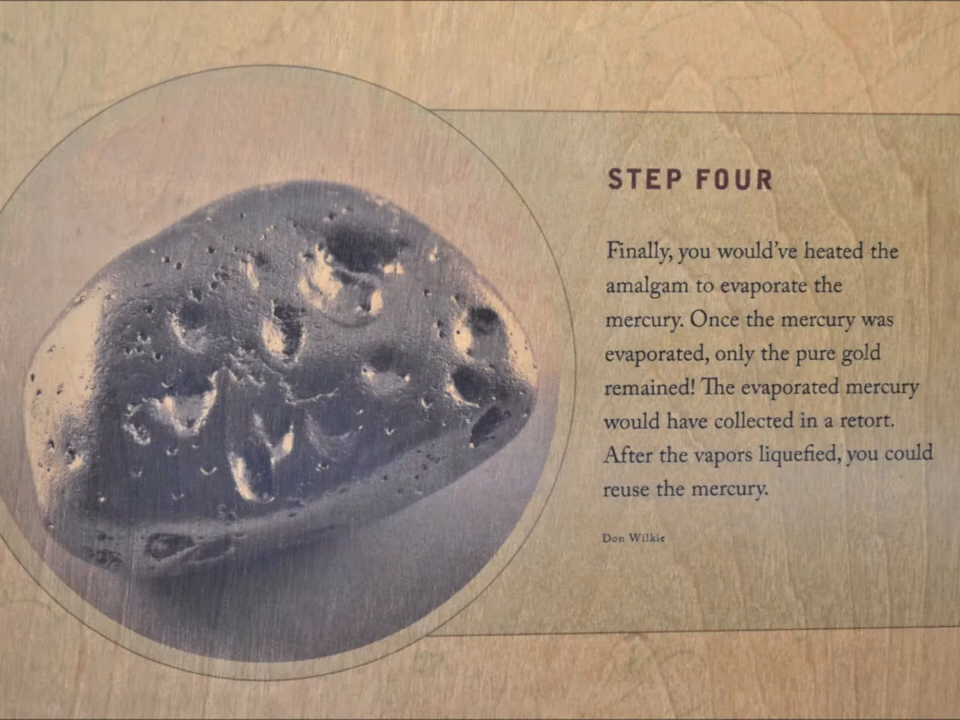 STEP FOUR
Finally, you would've heated the
amalgam to evaporate the
mercury. Once the mercury was
evaporated, only the pure gold
remained! The evaporated mercury
would have collected in a retort.
After the vapors liquefied, you could
reuse the mercury.
Don Wilkie